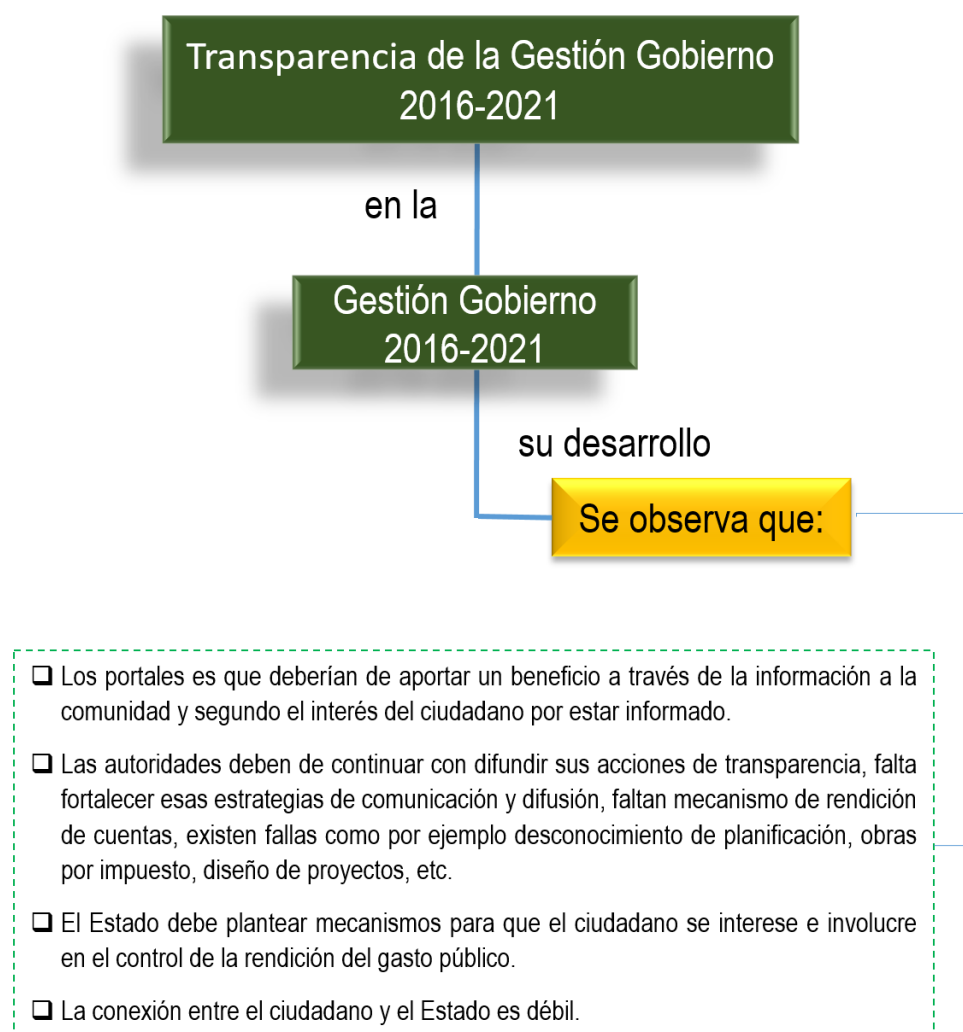 Transparencia de la Gestión Gobierno
2016-2021
en la
Gestión Gobierno
2016-2021
su desarrollo
Se observa que:
❑ Los portales es que deberían de aportar un beneficio a través de la información a la
comunidad y segundo el interés del ciudadano por estar informado.
❑ Las autoridades deben de continuar con difundir sus acciones de transparencia, falta
fortalecer esas estrategias de comunicación y difusión, faltan mecanismo de rendición
de cuentas, existen fallas como por ejemplo desconocimiento de planificación, obras
por impuesto, diseño de proyectos, etc.
❑ El Estado debe plantear mecanismos para que el ciudadano se interese e involucre
en el control de la rendición del gasto público.
❑ La conexión entre el ciudadano y el Estado es débil.